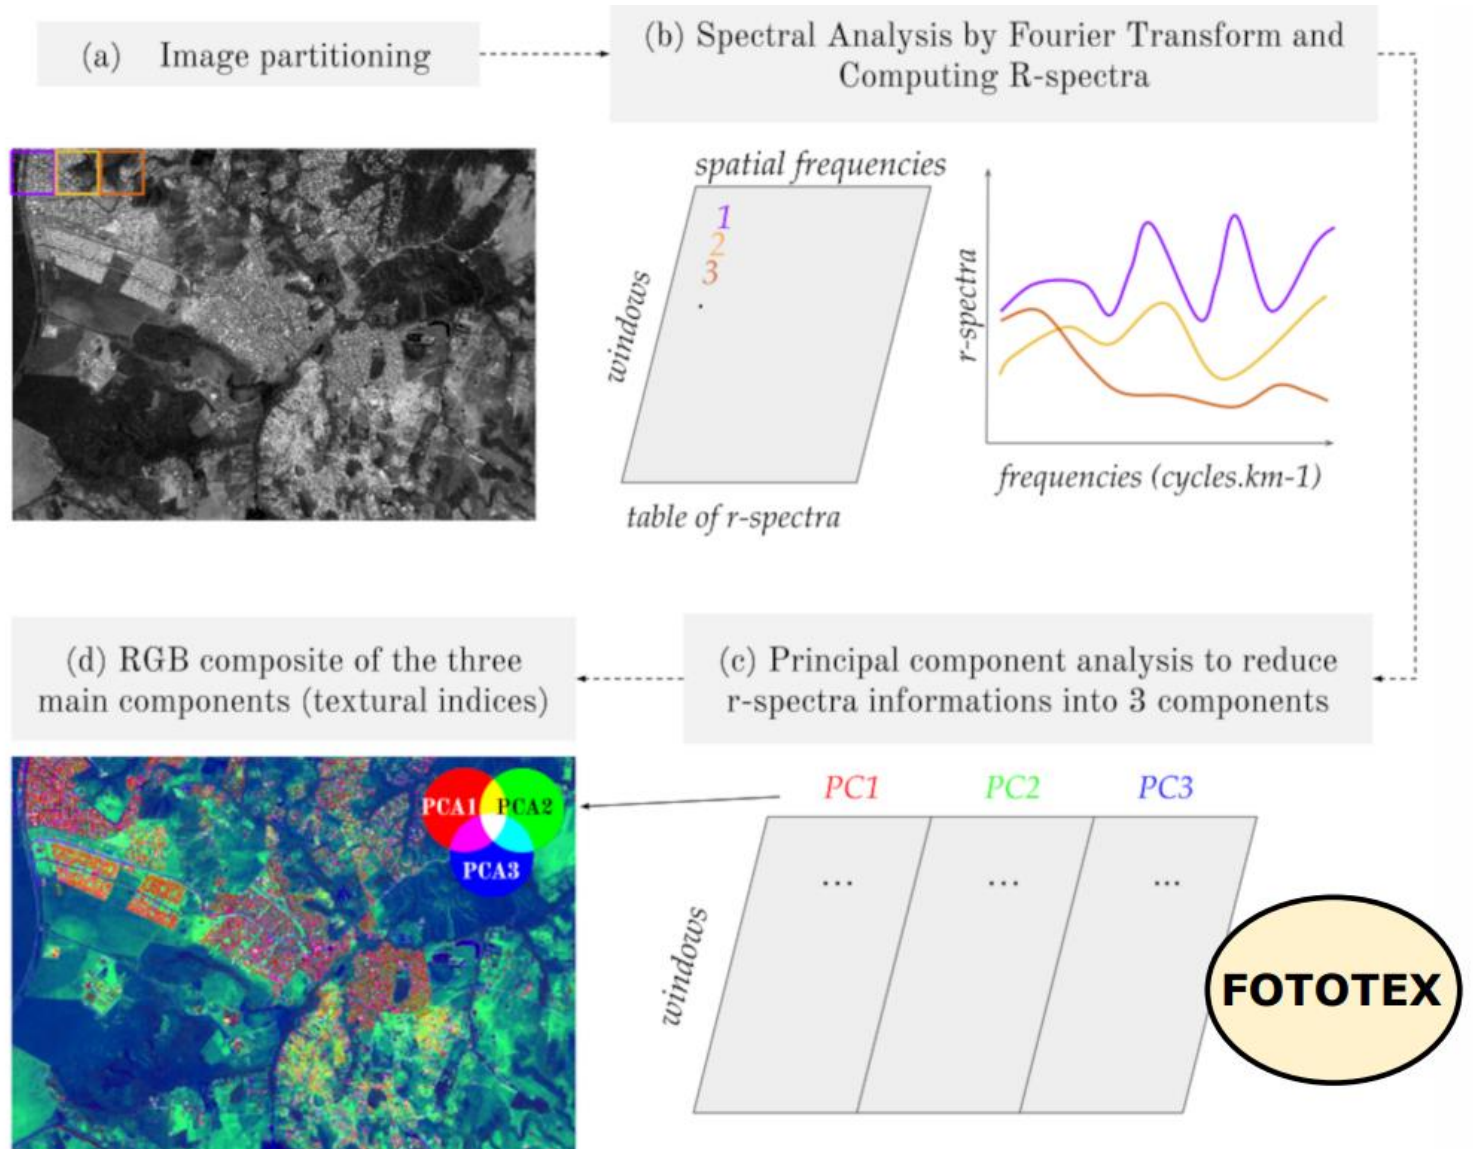 (a) Image partitioning
(b) Spectral Analysis by Fourier Transform and
Computing R-spectra
spatial frequencies
1
2
3
.
windows
table of r-spectra
r-spectra
frequencies (cycles.km-1)
(d) RGB composite of the three
main components (textural indices)
(c) Principal component analysis to reduce
r-spectra informations into 3 components
PCA1
PCA2
PCA3
PC1 PC2 PC3
... ... ...
windows
FOTOTEX